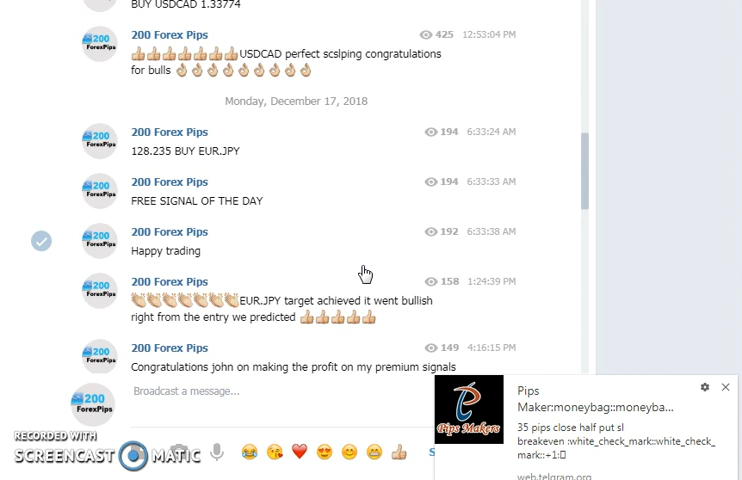 BUY USDCAD 1.33774
200 Forex Pips 425 12:53:04 PM
👍👍👍👍👍👍👍USDCAD perfect scslping congratulations
for bulls 👌👌👌👌👌👌👌👌👌
Monday, December 17, 2018
200 Forex Pips 194 6:33:24 AM
128.235 BUY EUR.JPY
200 Forex Pips 194 6:33:33 AM
FREE SIGNAL OF THE DAY
200 Forex Pips 192 6:33:38 AM
Happy trading
200 Forex Pips 158 1:24:39 PM
👏👏👏👏👏👏👏EUR.JPY target achieved it went bullish
right from the entry we predicted 👍👍👍👍👍
200 Forex Pips 149 4:16:15 PM
Congratulations john on making the profit on my premium signals
Broadcast a message...
200
ForexPips
RECORDED WITH
SCREENCAST MATIC
Pips Makers
Pips
Maker:moneybag::moneyba...
35 pips close half put sl
breakeven :white_check_mark::white_check_
mark::+1:
web.telgram.org